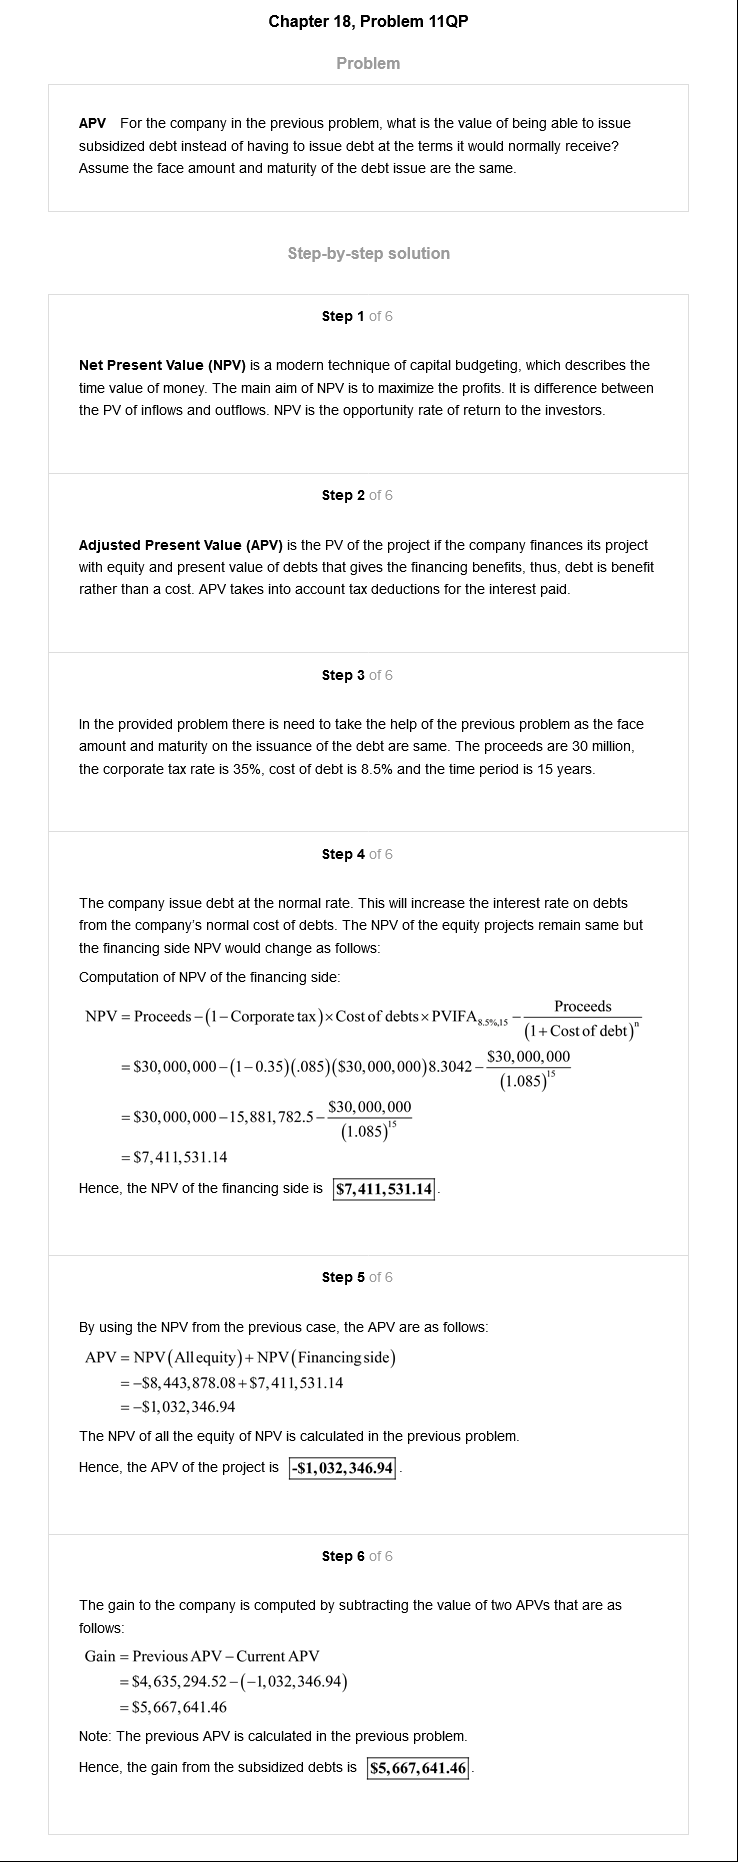 Chapter 18, Problem 11QP
Problem
APV For the company in the previous problem, what is the value of being able to issue
subsidized debt instead of having to issue debt at the terms it would normally receive?
Assume the face amount and maturity of the debt issue are the same.
Step-by-step solution
Step 1 of 6
Net Present Value (NPV) is a modern technique of capital budgeting, which describes the
time value of money. The main aim of NPV is to maximize the profits. It is difference between
the PV of inflows and outflows. NPV is the opportunity rate of return to the investors.
Step 2 of 6
Adjusted Present Value (APV) is the PV of the project if the company finances its project
with equity and present value of debts that gives the financing benefits, thus, debt is benefit
rather than a cost. APV takes into account tax deductions for the interest paid.
Step 3 of 6
In the provided problem there is need to take the help of the previous problem as the face
amount and maturity on the issuance of the debt are same. The proceeds are 30 million,
the corporate tax rate is 35%, cost of debt is 8.5% and the time period is 15 years.
Step 4 of 6
The company issue debt at the normal rate. This will increase the interest rate on debts
from the company's normal cost of debts. The NPV of the equity projects remain same but
the financing side NPV would change as follows:
Computation of NPV of the financing side:
NPV = Proceeds − (1 − Corporate tax) × Cost of debts × PVIFA8.5%,15 − Proceeds / (1 + Cost of debt)^n
= $30,000,000 − (1 − 0.35)(.085)($30,000,000)8.3042 − $30,000,000 / (1.085)^15
= $30,000,000 − 15,881,782.5 − $30,000,000 / (1.085)^15
= $7,411,531.14
Hence, the NPV of the financing side is $7,411,531.14.
Step 5 of 6
By using the NPV from the previous case, the APV are as follows:
APV = NPV (All equity) + NPV (Financing side)
= −$8,443,878.08 + $7,411,531.14
= −$1,032,346.94
The NPV of all the equity of NPV is calculated in the previous problem.
Hence, the APV of the project is -$1,032,346.94.
Step 6 of 6
The gain to the company is computed by subtracting the value of two APVs that are as
follows:
Gain = Previous APV − Current APV
= $4,635,294.52 − (−1,032,346.94)
= $5,667,641.46
Note: The previous APV is calculated in the previous problem.
Hence, the gain from the subsidized debts is $5,667,641.46.